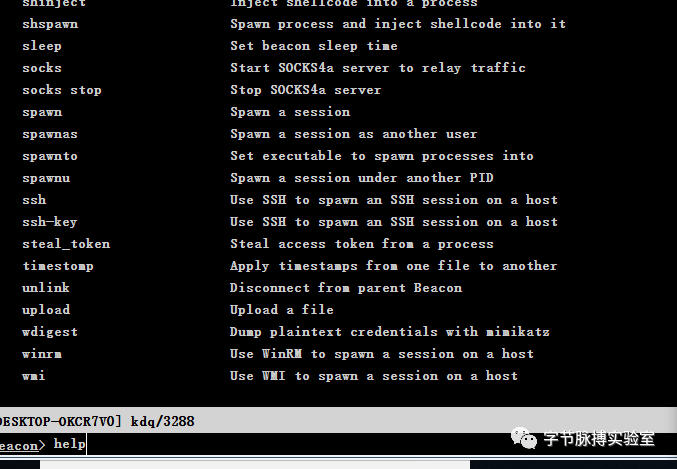 shinject Inject shellcode into a process
shspawn Spawn process and inject shellcode into it
sleep Set beacon sleep time
socks Start SOCKS4a server to relay traffic
socks stop Stop SOCKS4a server
spawn Spawn a session
spawnas Spawn a session as another user
spawnto Set executable to spawn processes into
spawnu Spawn a session under another PID
ssh Use SSH to spawn an SSH session on a host
ssh-key Use SSH to spawn an SSH session on a host
steal_token Steal access token from a process
timestomp Apply timestamps from one file to another
unlink Disconnect from parent Beacon
upload Upload a file
wdigest Dump plaintext credentials with mimikatz
winrm Use WinRM to spawn a session on a host
wmi Use WMI to spawn a session on a host
DESKTOP-OKCR7V0] kdq/3288
eacon> help
字节脉搏实验室